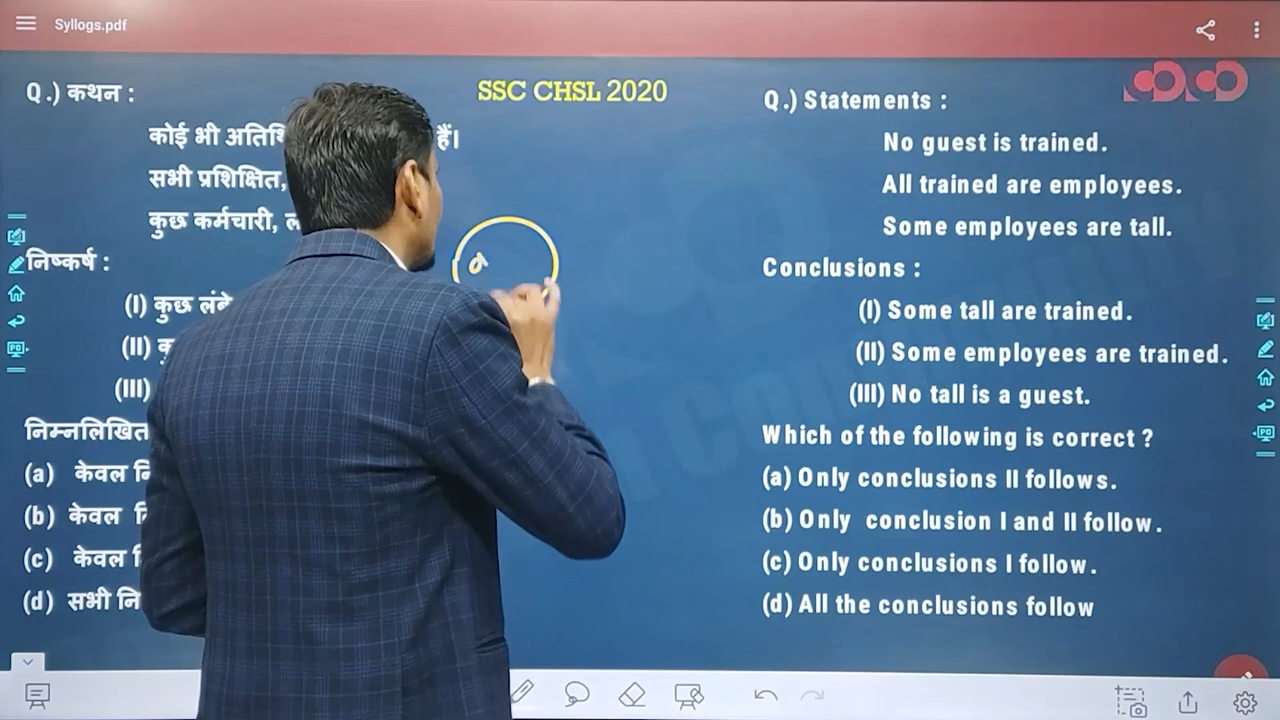 Syllogs.pdf
SSC CHSL 2020
Q.) कथन :
कोई भी हैं।
सभी प्रशिक्षित,
कुछ कर्मचारी,
निष्कर्ष :
(I) कुछ
(II)
(III)
निम्नलिखित
(a) केवल
(b) केवल
(c) केवल
(d) सभी
Q.) Statements :
No guest is trained.
All trained are employees.
Some employees are tall.
Conclusions :
(I) Some tall are trained.
(II) Some employees are trained.
(III) No tall is a guest.
Which of the following is correct ?
(a) Only conclusions II follows.
(b) Only conclusion I and II follow.
(c) Only conclusions I follow.
(d) All the conclusions follow